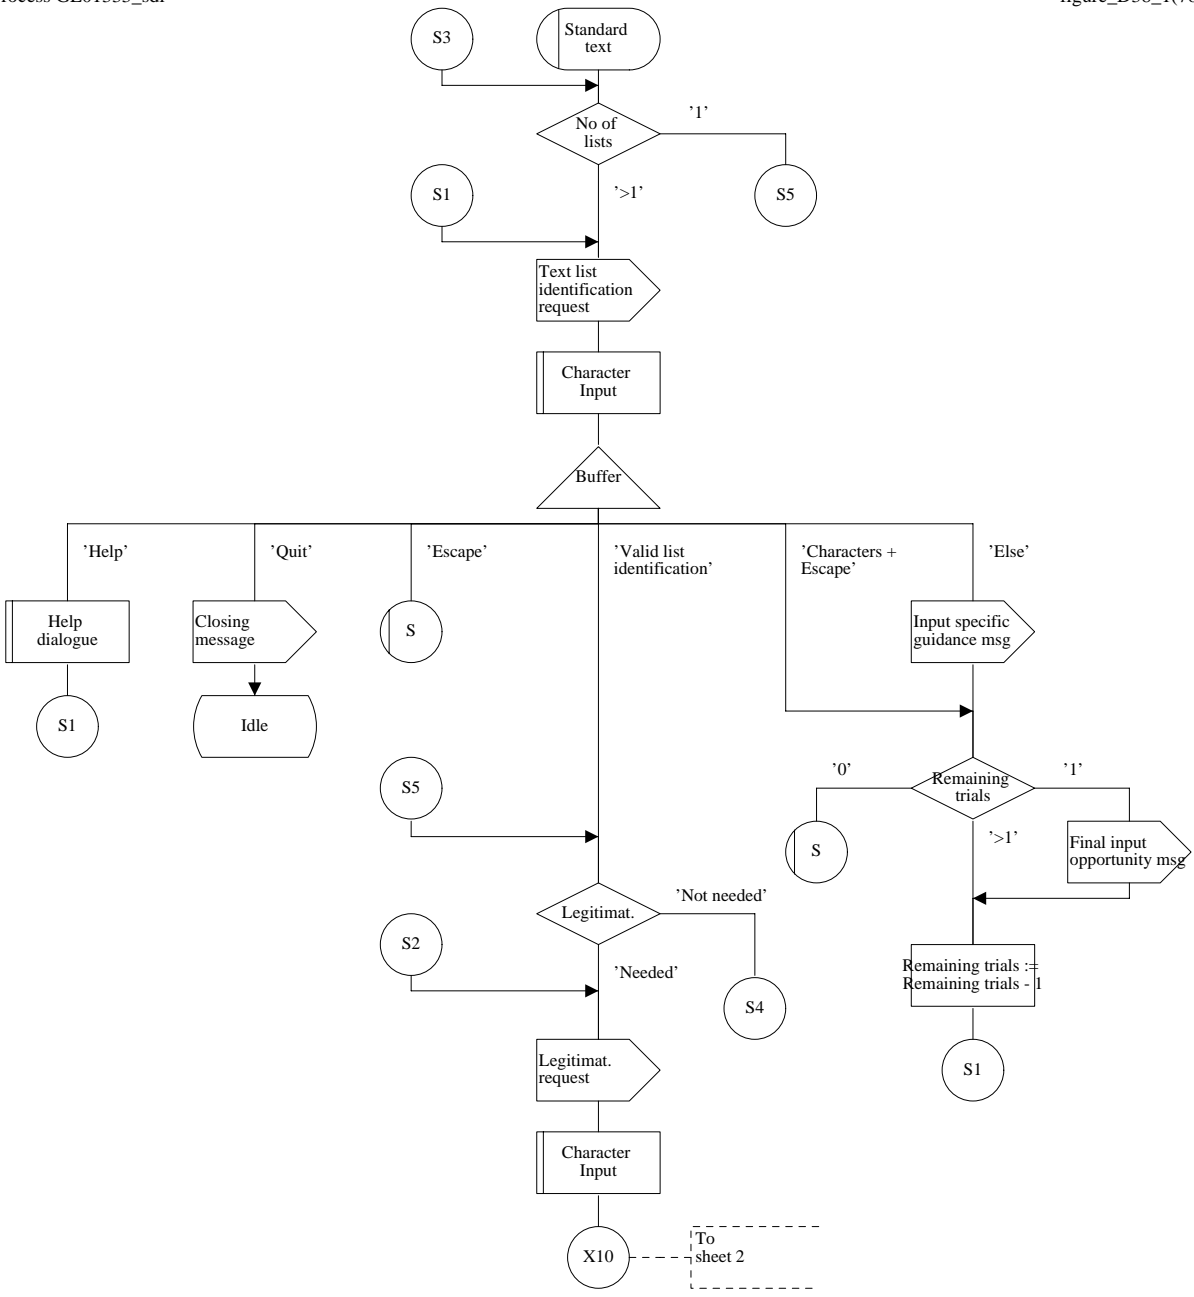 S3
Standard
text
No of
lists
’1’
S1
’>1’
S5
Text list
identification
request
Character
Input
Buffer
’Help’
’Quit’
’Escape’
’Valid list
identification’
’Characters +
Escape’
’Else’
Help
dialogue
Closing
message
S
Input specific
guidance msg
S1
Idle
S5
’0’
Remaining
trials
’1’
S
’>1’
Final input
opportunity msg
’Not needed’
Legitimat.
S2
’Needed’
Remaining trials :=
Remaining trials - 1
S4
Legitimat.
request
S1
Character
Input
X10
To
sheet 2